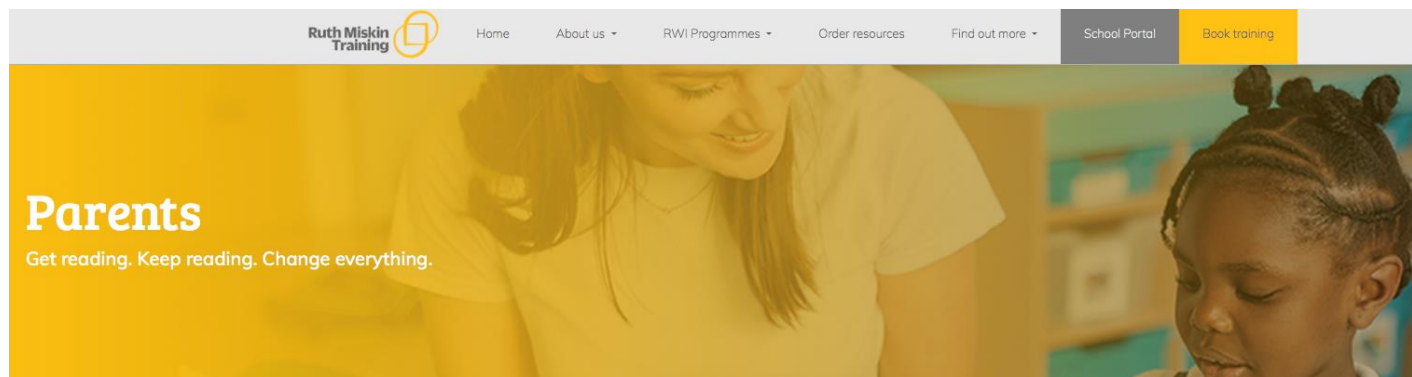 Ruth Miskin
Training
Home
About us
RWI Programmes
Order resources
Find out more
School Portal
Book training
Parents
Get reading. Keep reading. Change everything.